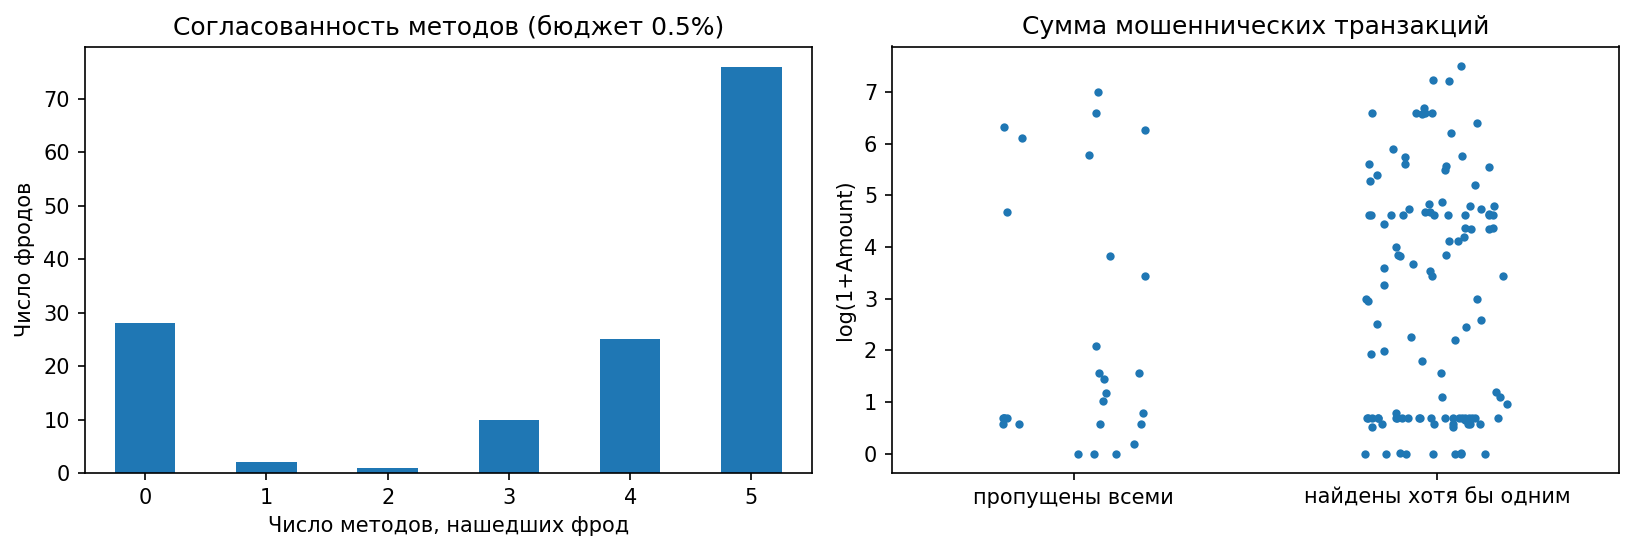 Согласованность методов (бюджет 0.5%)
Число фродов
70
60
50
40
30
20
10
0
0 1 2 3 4 5
Число методов, нашедших фрод
Сумма мошеннических транзакций
log(1+Amount)
7
6
5
4
3
2
1
0
пропущены всеми найдены хотя бы одним